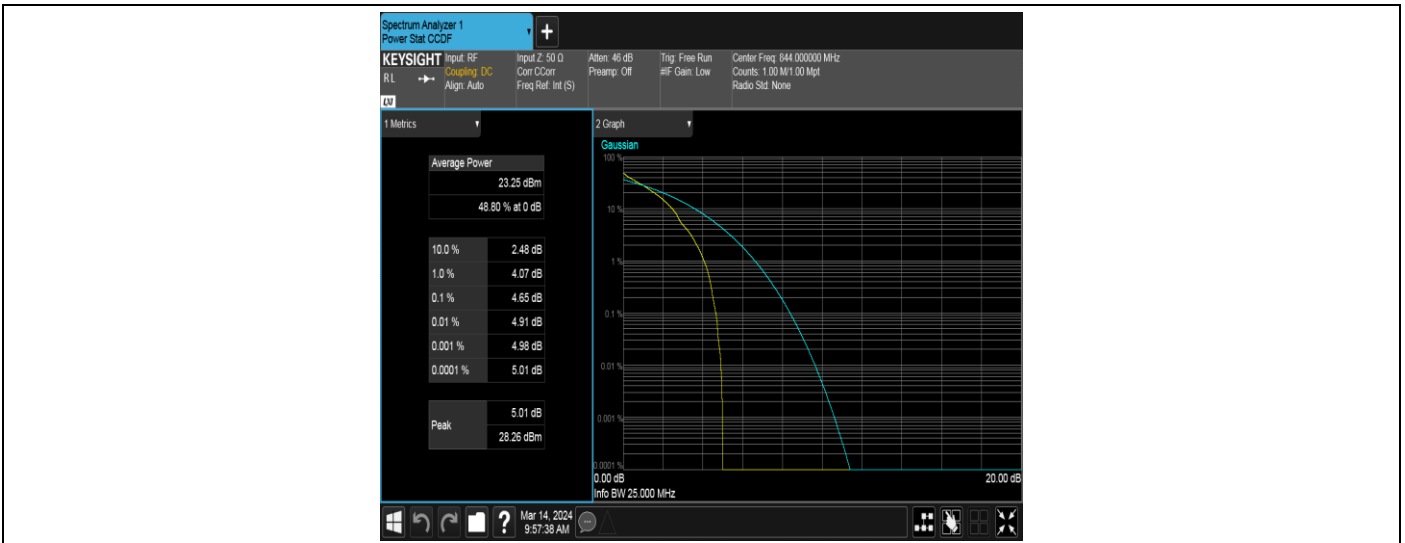 Spectrum Analyzer 1
Power Stat CCDF
+
KEYSIGHT
RL
LXI
Input: RF
Coupling: DC
Align: Auto
Input Z: 50 Ω
Corr CCorr
Freq Ref: Int (S)
Atten: 46 dB
Preamp: Off
Trig: Free Run
#IF Gain: Low
Center Freq: 844.000000 MHz
Counts: 1.00 M/1.00 Mpt
Radio Std: None
1 Metrics
Average Power
23.25 dBm
48.80 % at 0 dB
10.0 % 2.48 dB
1.0 % 4.07 dB
0.1 % 4.65 dB
0.01 % 4.91 dB
0.001 % 4.98 dB
0.0001 % 5.01 dB
Peak
5.01 dB
28.26 dBm
2 Graph
Gaussian
100 %
10 %
1 %
0.1 %
0.01 %
0.001 %
0.0001 %
0.00 dB 20.00 dB
Info BW 25.000 MHz
?
Mar 14, 2024
9:57:38 AM